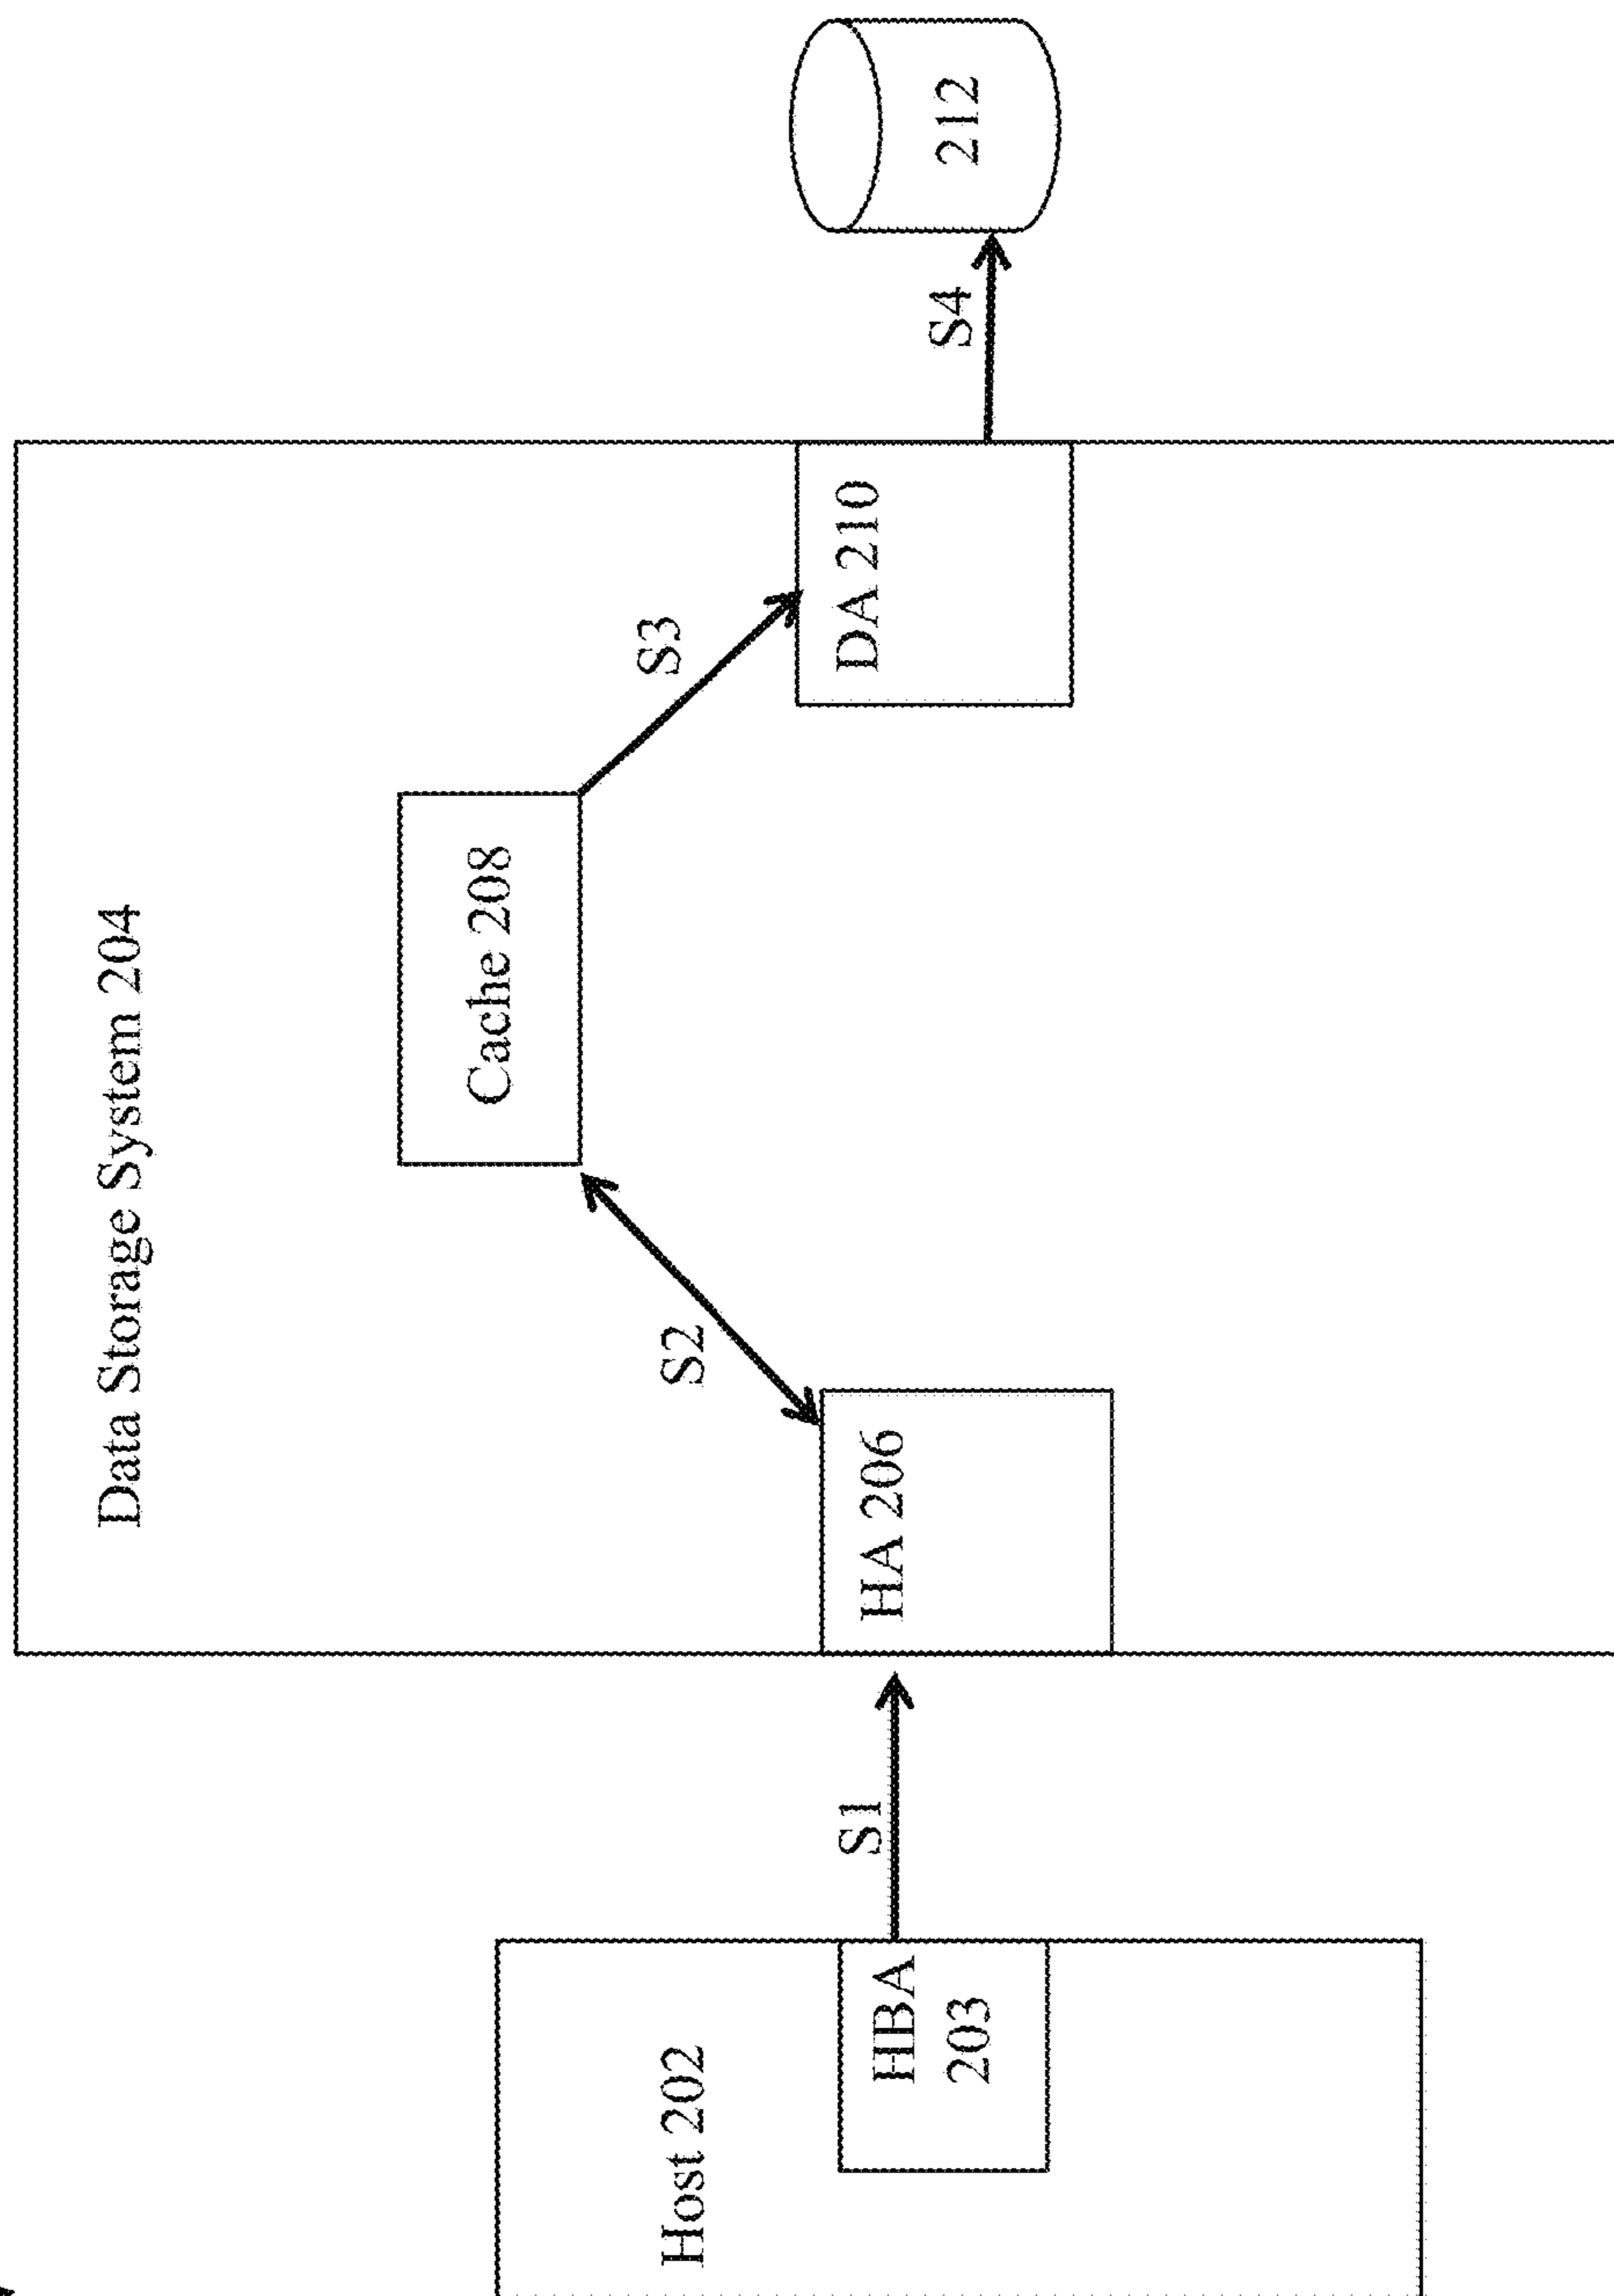 Data Storage System 204
Cache 208
S2
S3
Host 202
HBA
203
S1
HA 206
DA 210
S4
212